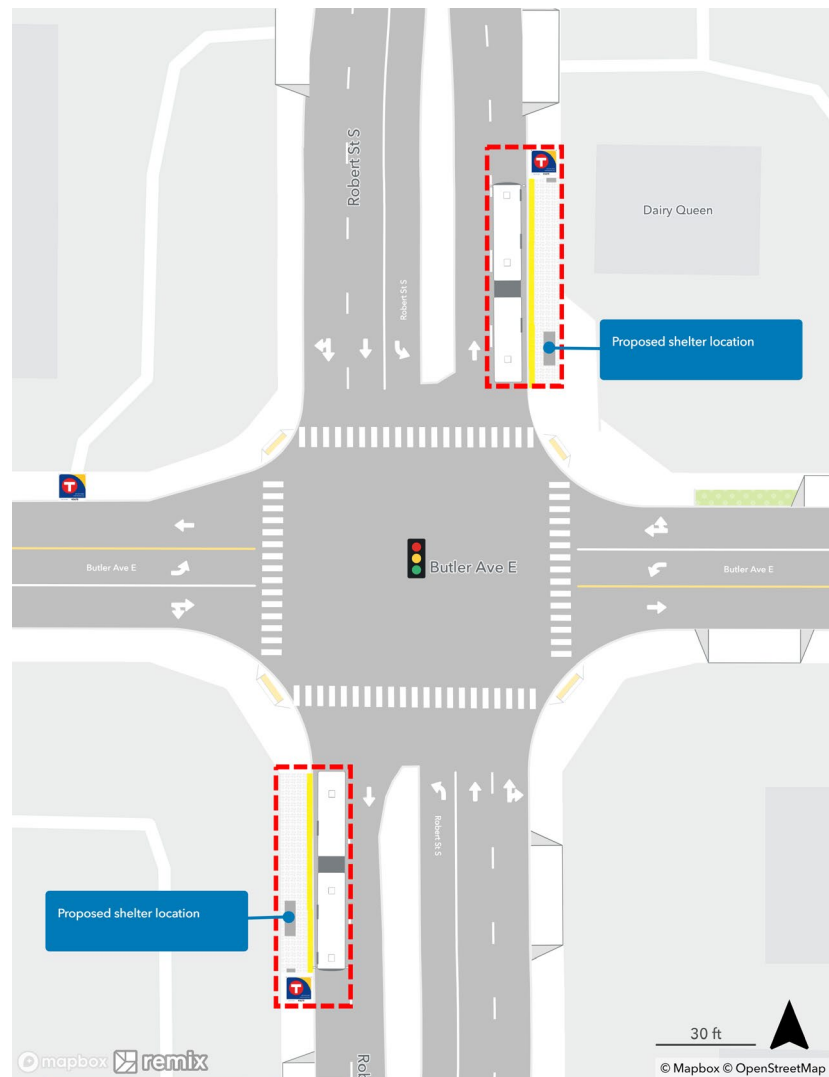 Robert St S
T
Dairy Queen
Robert St S
Proposed shelter location
T
Butler Ave E
Butler Ave E
Butler Ave E
Robert St S
Proposed shelter location
T
Rob
30 ft
mapbox remix
© Mapbox © OpenStreetMap